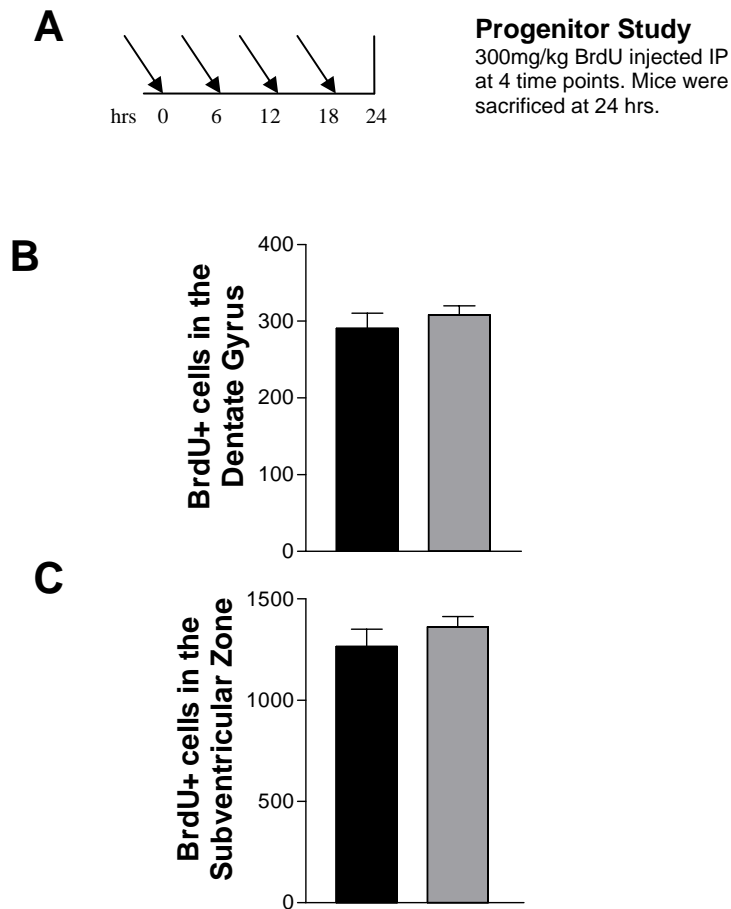 A
hrs 0 6 12 18 24
Progenitor Study
300mg/kg BrdU injected IP
at 4 time points. Mice were
sacrificed at 24 hrs.
B
BrdU+ cells in the
Dentate Gyrus
400
300
200
100
0
C
BrdU+ cells in the
Subventricular Zone
1500
1000
500
0